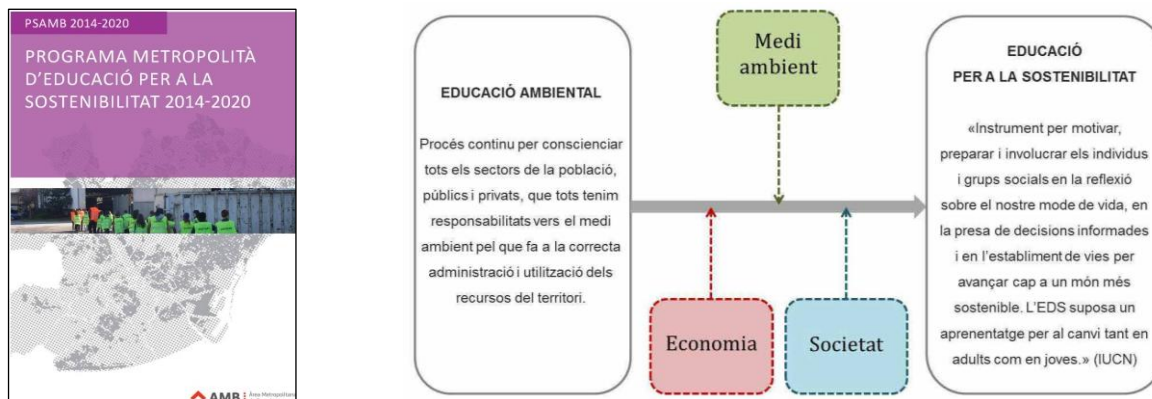 PSAMB 2014-2020
PROGRAMA METROPOLITÀ
D'EDUCACIÓ PER A LA
SOSTENIBILITAT 2014-2020
AMB
Àrea Metropolitana
EDUCACIÓ AMBIENTAL
Procés continu per conscienciar
tots els sectors de la població,
públics i privats, que tots tenim
responsabilitats vers el medi
ambient pel que fa a la correcta
administració i utilització dels
recursos del territori.
Medi
ambient
Economia
Societat
EDUCACIÓ
PER A LA SOSTENIBILITAT
«Instrument per motivar,
preparar i involucrar els individus
i grups socials en la reflexió
sobre el nostre mode de vida, en
la presa de decisions informades
i en l'establiment de vies per
avançar cap a un món més
sostenible. L'EDS suposa un
aprenentatge per al canvi tant en
adults com en joves.» (IUCN)